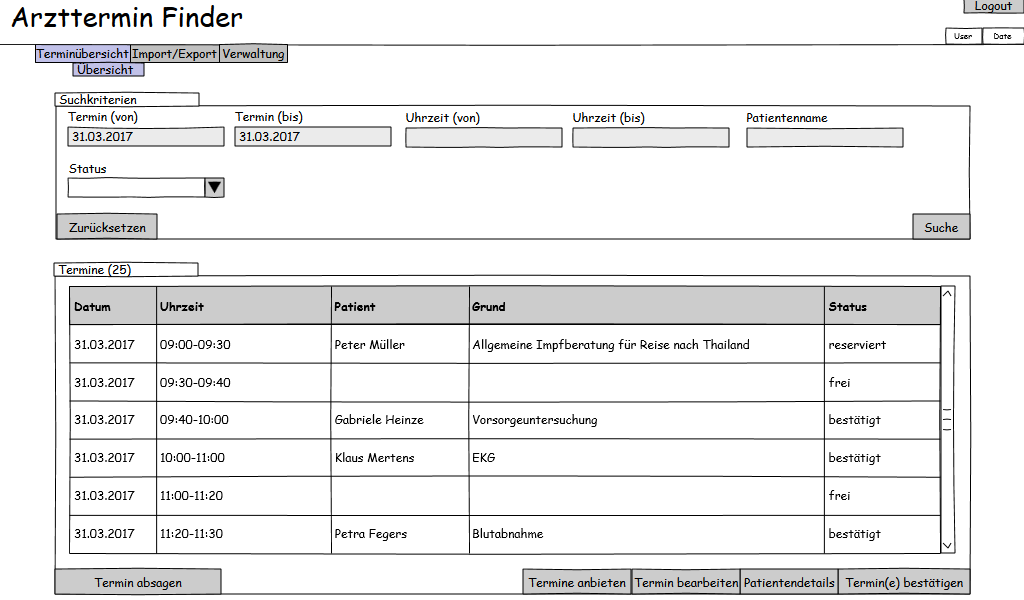 Arzttermin Finder
Logout
User Date
Terminübersicht Import/Export Verwaltung
Übersicht
Suchkriterien
Termin (von) Termin (bis) Uhrzeit (von) Uhrzeit (bis) Patientenname
31.03.2017 31.03.2017
Status
Zurücksetzen Suche
Termine (25)
Datum Uhrzeit Patient Grund Status
31.03.2017 09:00-09:30 Peter Müller Allgemeine Impfberatung für Reise nach Thailand reserviert
31.03.2017 09:30-09:40 frei
31.03.2017 09:40-10:00 Gabriele Heinze Vorsorgeuntersuchung bestätigt
31.03.2017 10:00-11:00 Klaus Mertens EKG bestätigt
31.03.2017 11:00-11:20 frei
31.03.2017 11:20-11:30 Petra Fegers Blutabnahme bestätigt
Termin absagen Termine anbieten Termin bearbeiten Patientendetails Termin(e) bestätigen